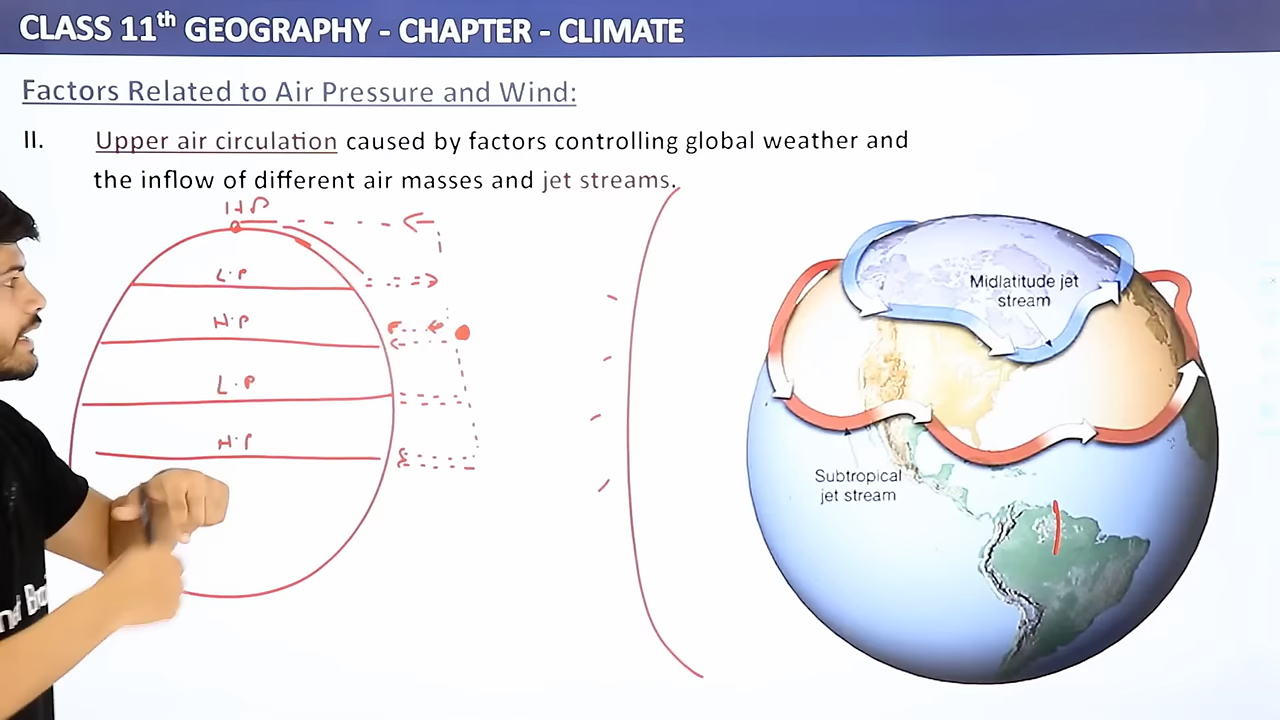 CLASS 11th GEOGRAPHY - CHAPTER - CLIMATE
Factors Related to Air Pressure and Wind:
II. Upper air circulation caused by factors controlling global weather and
the inflow of different air masses and jet streams.
H P
L.P
H.P
L.P
H.P
Midlatitude jet
stream
Subtropical
jet stream